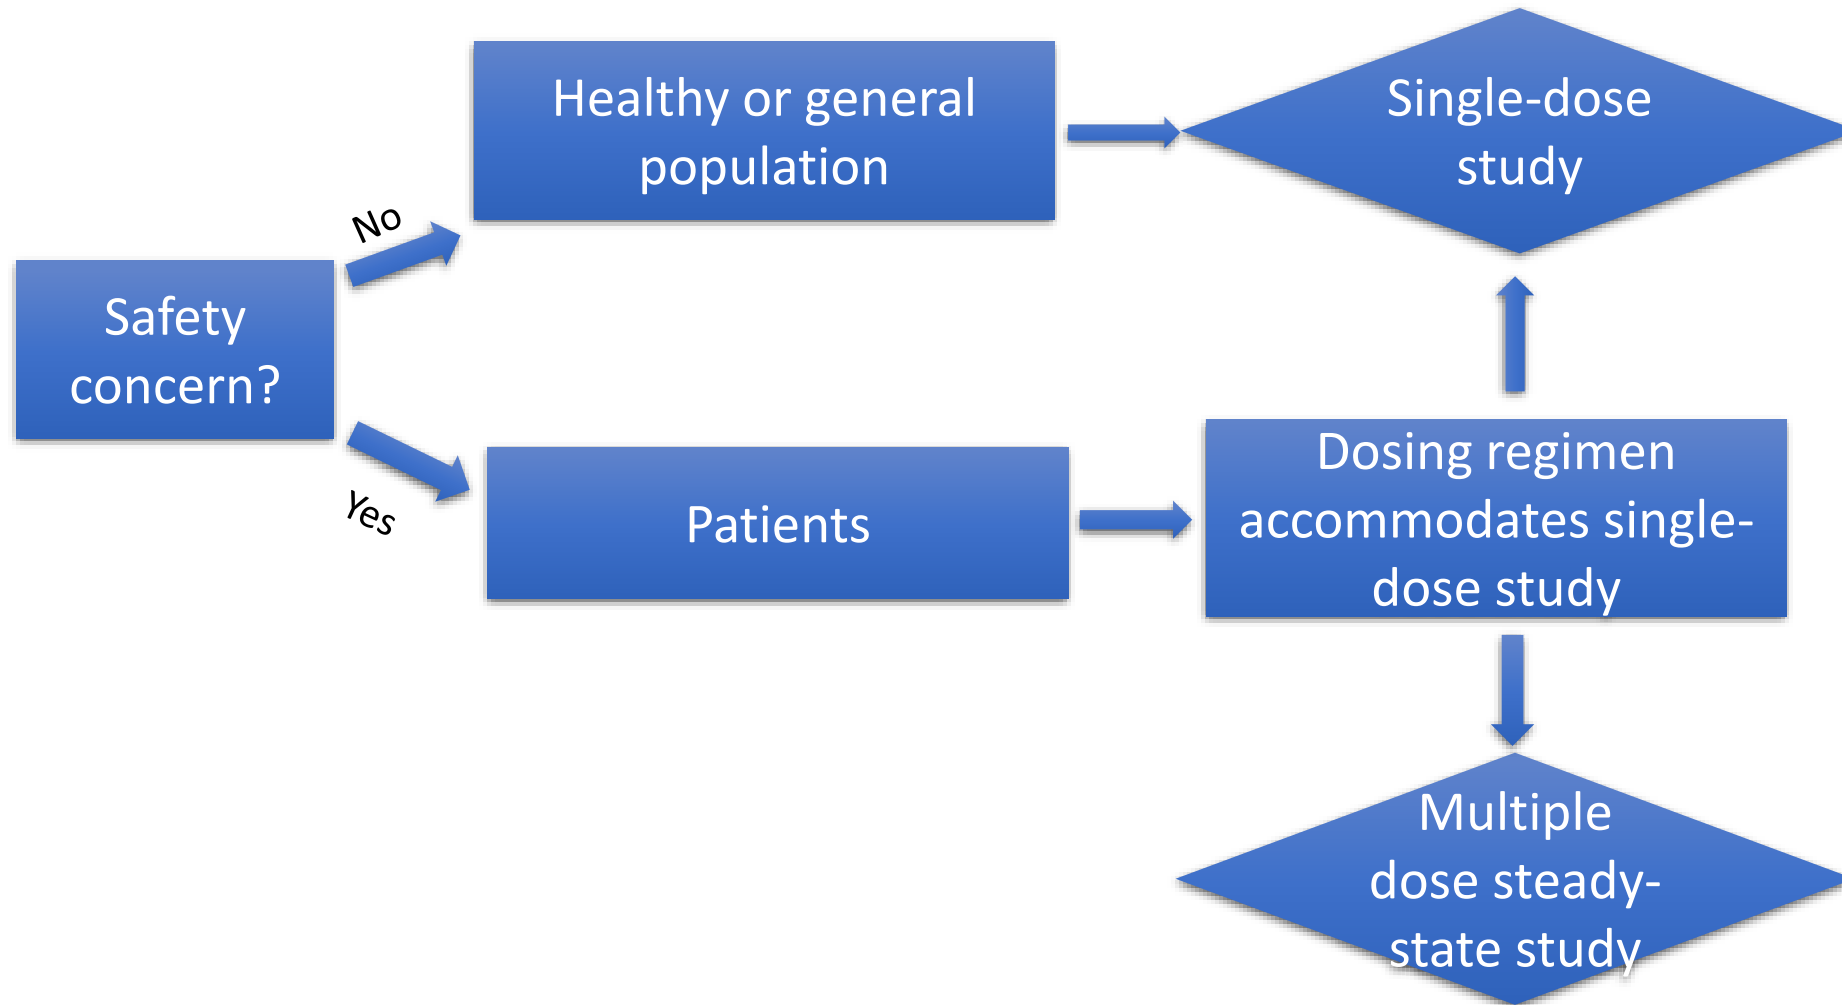 Healthy or general
population
Single-dose
study
No
Safety
concern?
Yes
Patients
Dosing regimen
accommodates single-
dose study
Multiple
dose steady-
state study